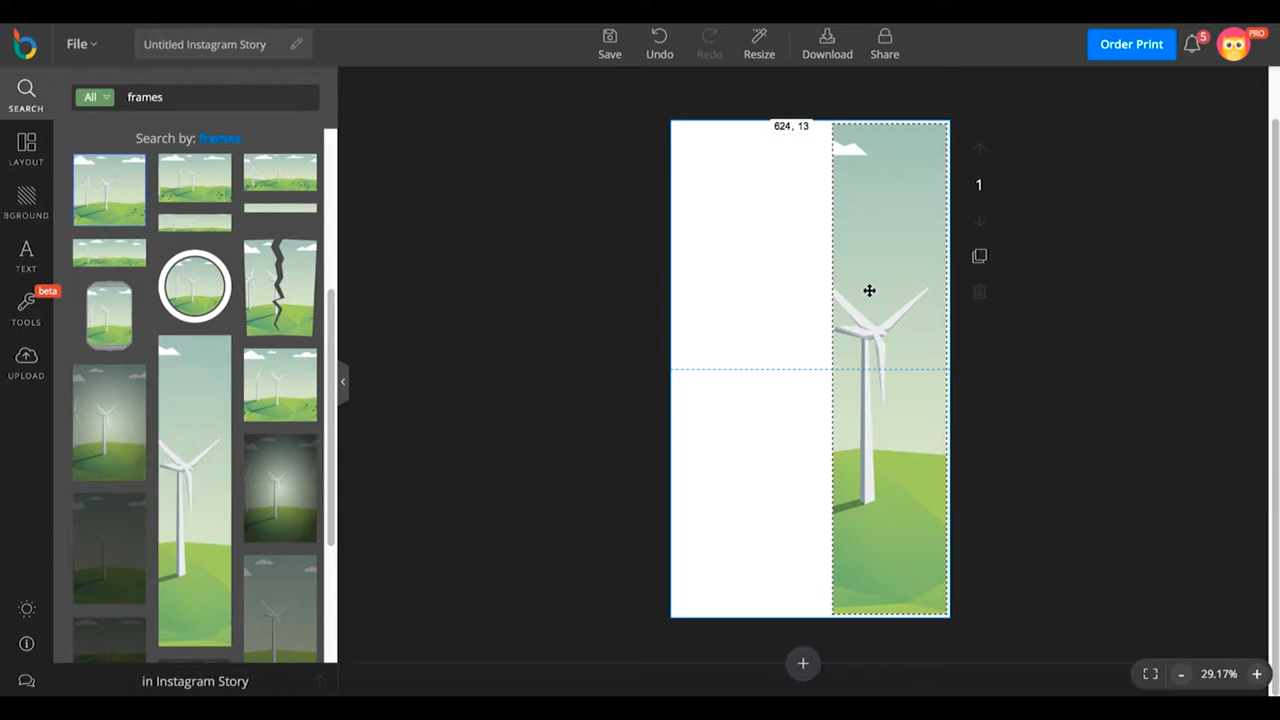 File
Untitled Instagram Story
Save
Undo
Redo
Resize
Download
Share
Order Print
5
PRO
SEARCH
All
frames
Search by: frames
LAYOUT
BGROUND
TEXT
beta
TOOLS
UPLOAD
624, 13
1
in Instagram Story
+
-
29.17%
+